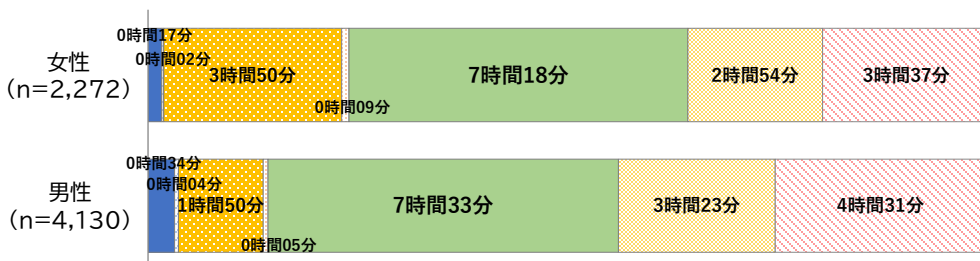 女性
(n=2,272)
0時間17分
0時間02分
3時間50分
0時間09分
7時間18分
2時間54分
3時間37分
男性
(n=4,130)
0時間34分
0時間04分
1時間50分
0時間05分
7時間33分
3時間23分
4時間31分